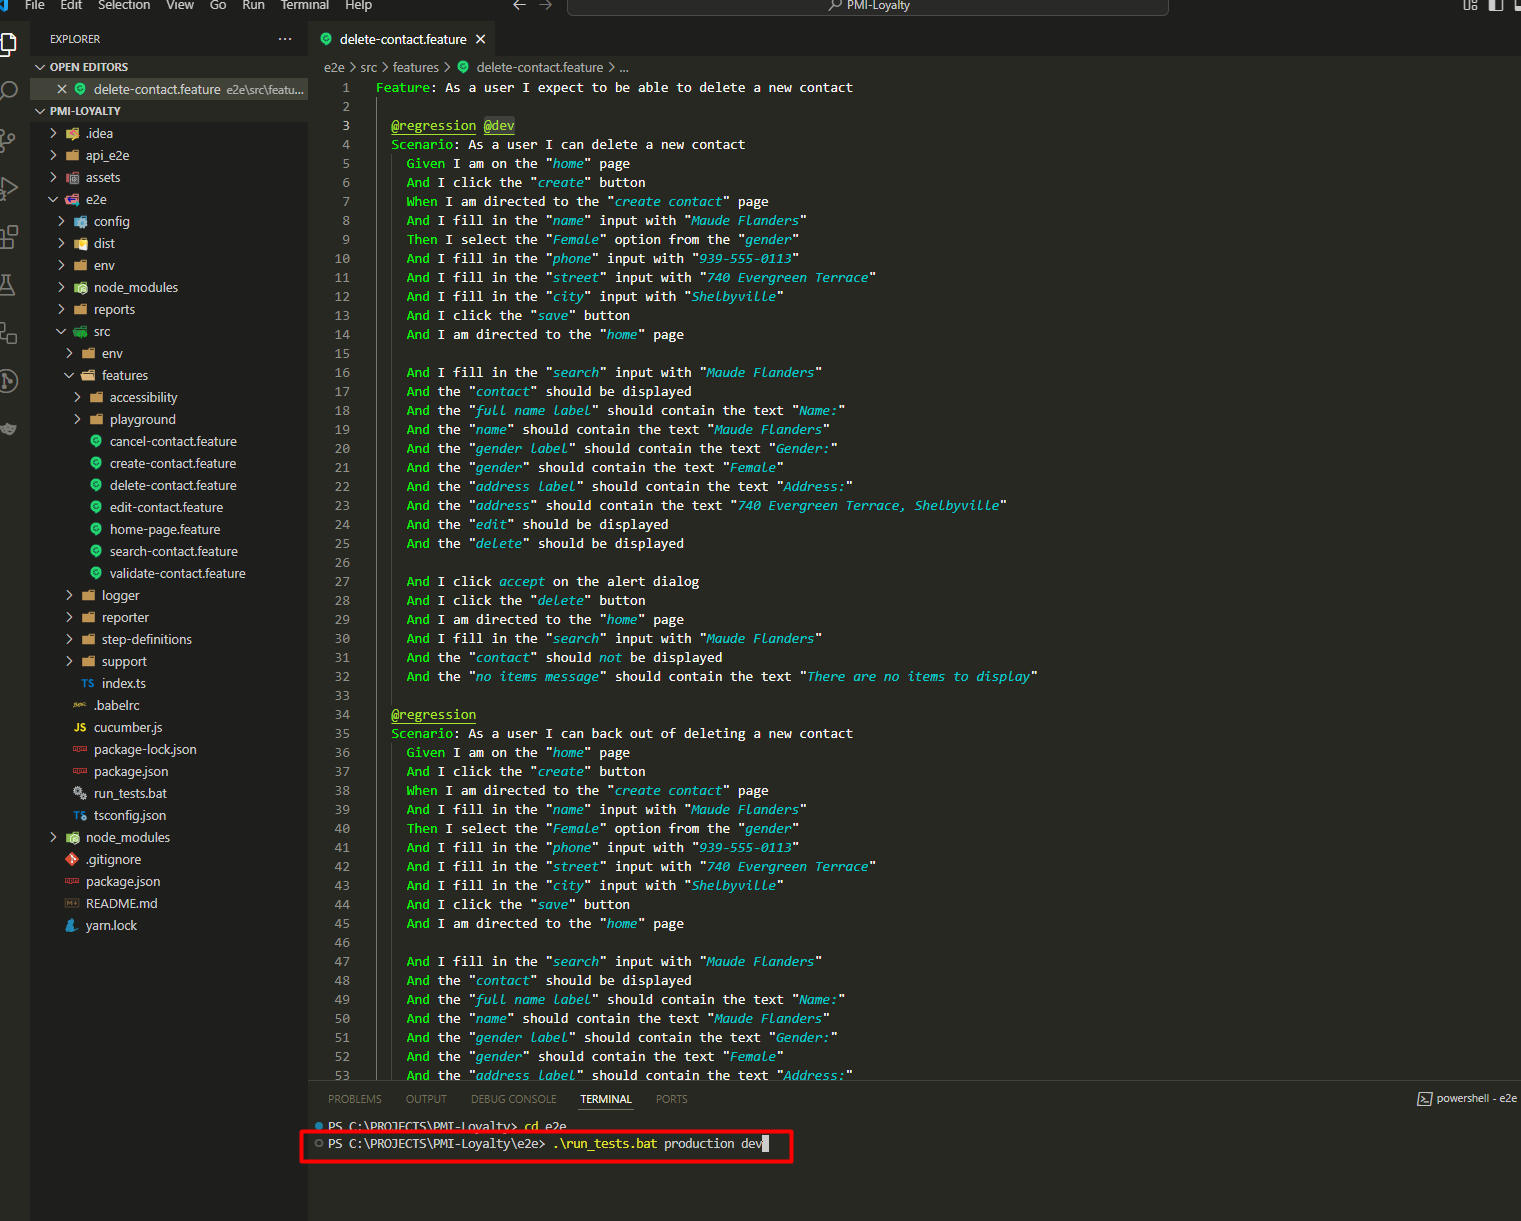 File Edit Selection View Go Run Terminal Help
PMI-Loyalty
EXPLORER
OPEN EDITORS
delete-contact.feature e2e\src\featu...
PMI-LOYALTY
.idea
api_e2e
assets
e2e
config
dist
env
node_modules
reports
src
env
features
accessibility
playground
cancel-contact.feature
create-contact.feature
delete-contact.feature
edit-contact.feature
home-page.feature
search-contact.feature
validate-contact.feature
logger
reporter
step-definitions
support
TS index.ts
.babelrc
JS cucumber.js
package-lock.json
package.json
run_tests.bat
tsconfig.json
node_modules
.gitignore
package.json
README.md
yarn.lock
delete-contact.feature
e2e > src > features > delete-contact.feature > ...
1 Feature: As a user I expect to be able to delete a new contact
2
3 @regression @dev
4 Scenario: As a user I can delete a new contact
5 Given I am on the "home" page
6 And I click the "create" button
7 When I am directed to the "create contact" page
8 And I fill in the "name" input with "Maude Flanders"
9 Then I select the "Female" option from the "gender"
10 And I fill in the "phone" input with "939-555-0113"
11 And I fill in the "street" input with "740 Evergreen Terrace"
12 And I fill in the "city" input with "Shelbyville"
13 And I click the "save" button
14 And I am directed to the "home" page
15
16 And I fill in the "search" input with "Maude Flanders"
17 And the "contact" should be displayed
18 And the "full name label" should contain the text "Name:"
19 And the "name" should contain the text "Maude Flanders"
20 And the "gender label" should contain the text "Gender:"
21 And the "gender" should contain the text "Female"
22 And the "address label" should contain the text "Address:"
23 And the "address" should contain the text "740 Evergreen Terrace, Shelbyville"
24 And the "edit" should be displayed
25 And the "delete" should be displayed
26
27 And I click accept on the alert dialog
28 And I click the "delete" button
29 And I am directed to the "home" page
30 And I fill in the "search" input with "Maude Flanders"
31 And the "contact" should not be displayed
32 And the "no items message" should contain the text "There are no items to display"
33
34 @regression
35 Scenario: As a user I can back out of deleting a new contact
36 Given I am on the "home" page
37 And I click the "create" button
38 When I am directed to the "create contact" page
39 And I fill in the "name" input with "Maude Flanders"
40 Then I select the "Female" option from the "gender"
41 And I fill in the "phone" input with "939-555-0113"
42 And I fill in the "street" input with "740 Evergreen Terrace"
43 And I fill in the "city" input with "Shelbyville"
44 And I click the "save" button
45 And I am directed to the "home" page
46
47 And I fill in the "search" input with "Maude Flanders"
48 And the "contact" should be displayed
49 And the "full name label" should contain the text "Name:"
50 And the "name" should contain the text "Maude Flanders"
51 And the "gender label" should contain the text "Gender:"
52 And the "gender" should contain the text "Female"
53 And the "address label" should contain the text "Address:"
PROBLEMS OUTPUT DEBUG CONSOLE TERMINAL PORTS
powershell - e2e
PS C:\PROJECTS\PMI-Loyalty> cd e2e
PS C:\PROJECTS\PMI-Loyalty\e2e> .\run_tests.bat production dev